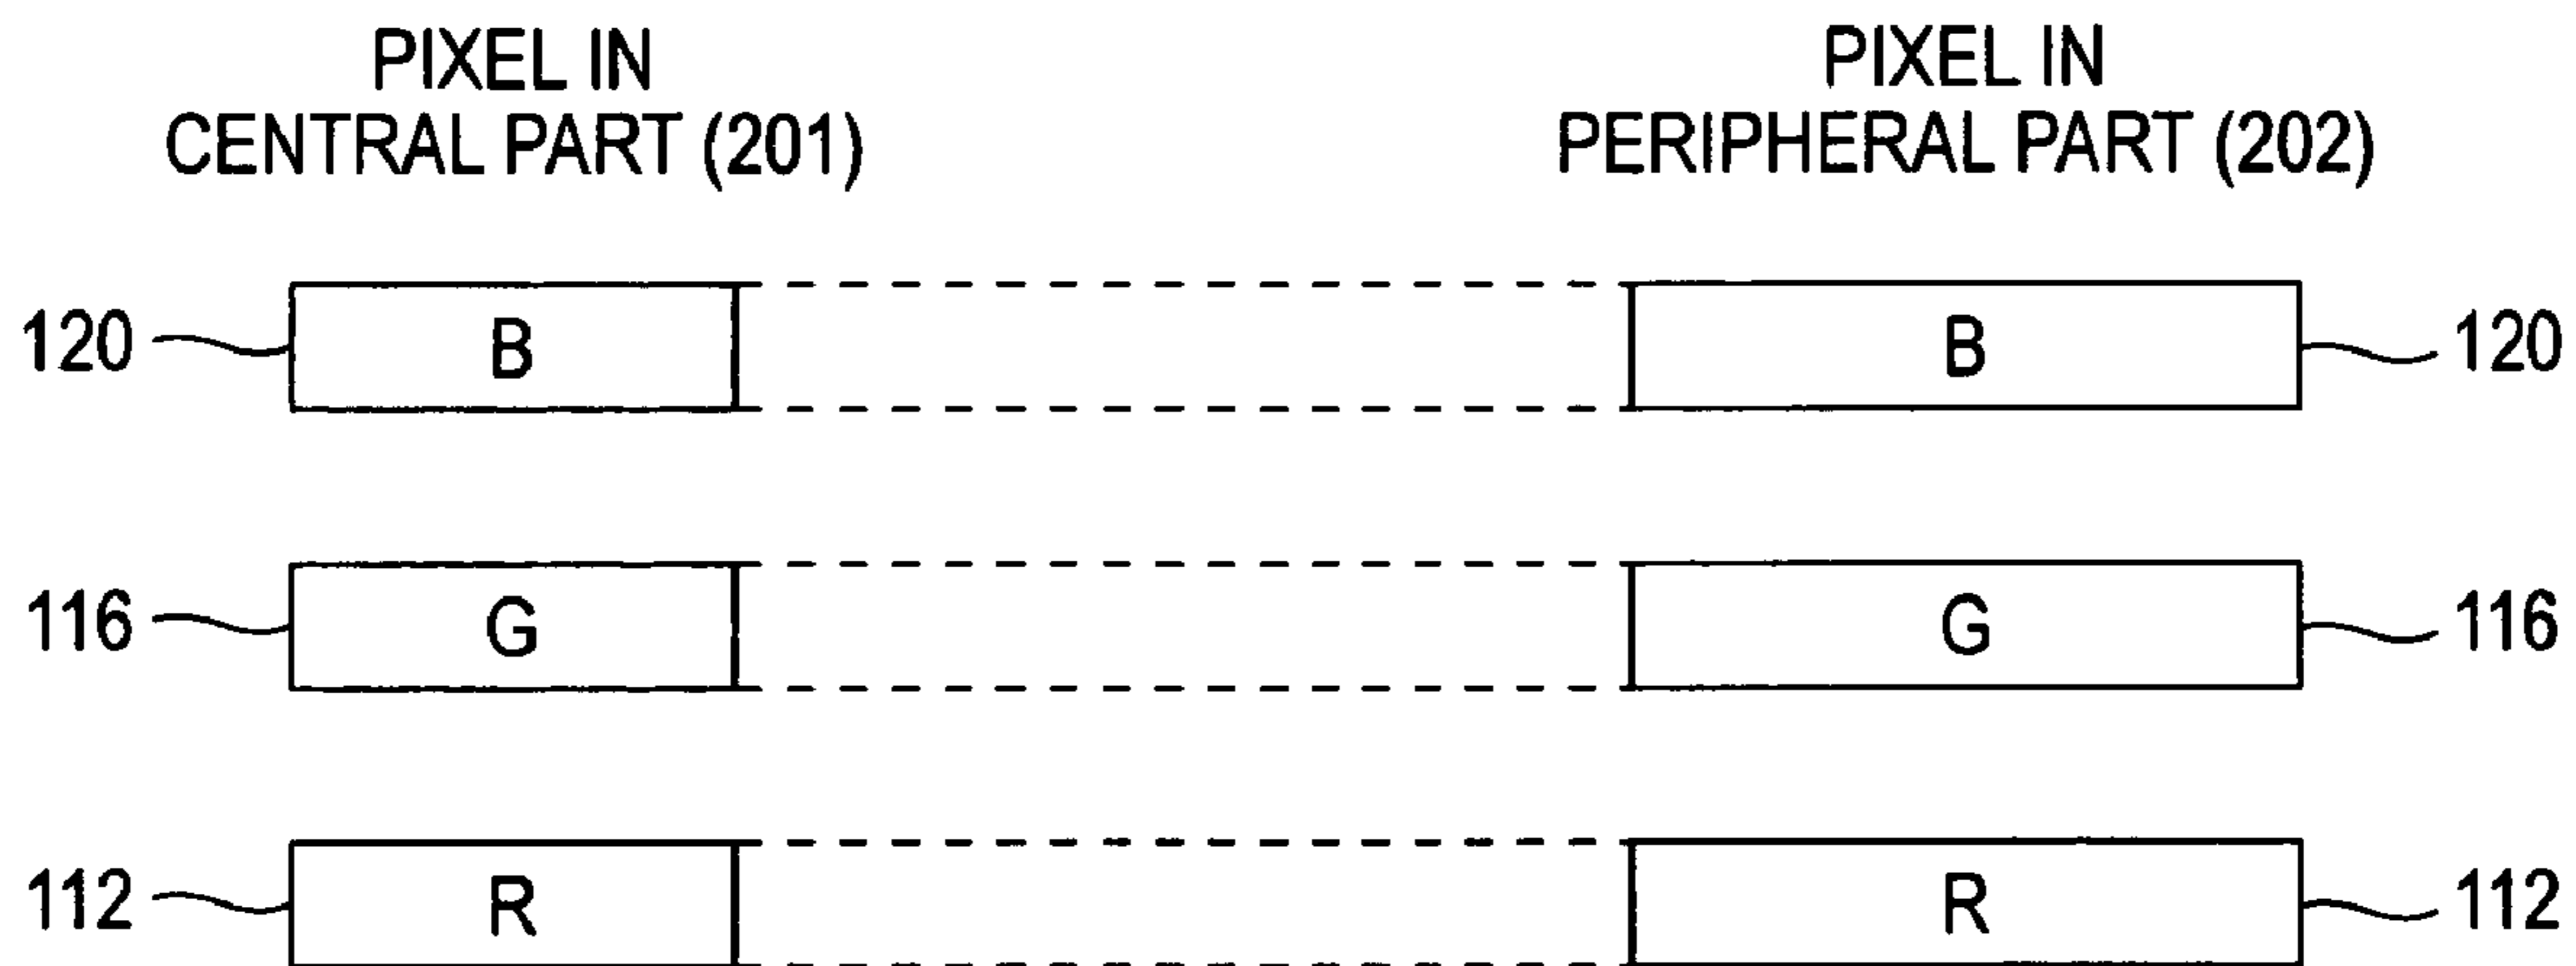 PIXEL IN
CENTRAL PART (201)
PIXEL IN
PERIPHERAL PART (202)
120 B B 120
116 G G 116
112 R R 112